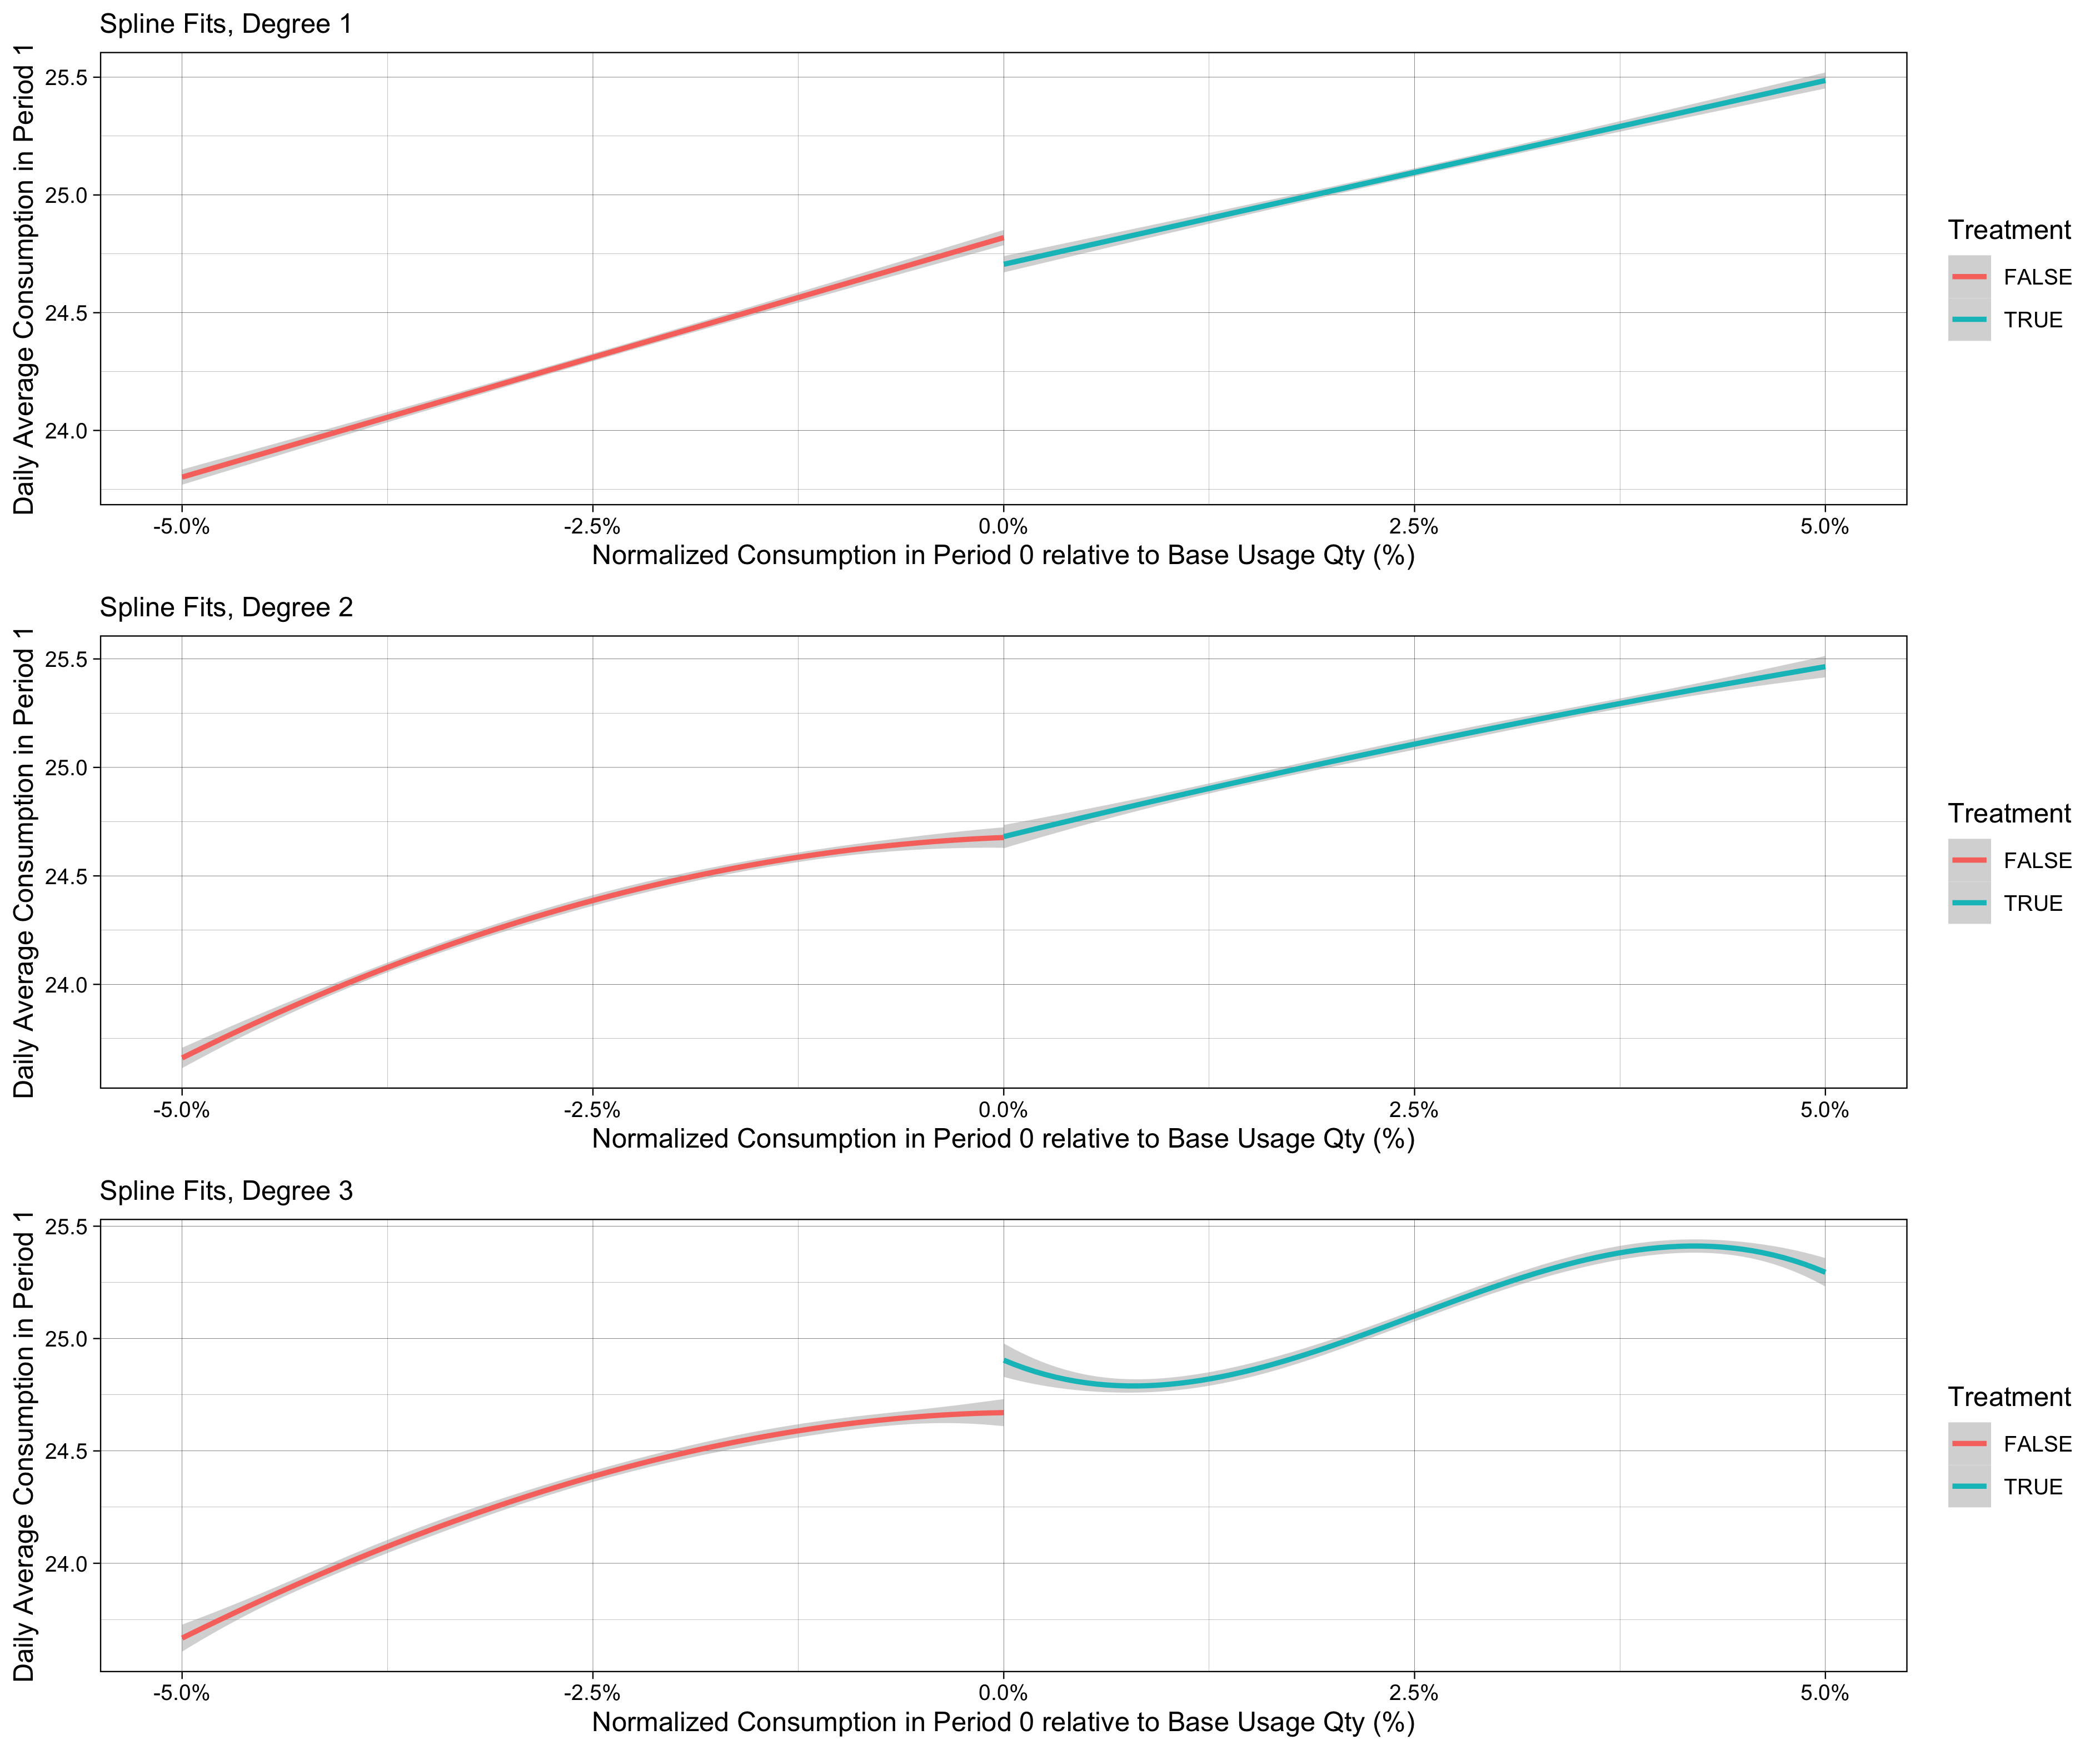 Spline Fits, Degree 1
Daily Average Consumption in Period 1
25.5
25.0
24.5
24.0
-5.0%
-2.5%
0.0%
2.5%
5.0%
Normalized Consumption in Period 0 relative to Base Usage Qty (%)
Treatment
FALSE
TRUE
Spline Fits, Degree 2
Daily Average Consumption in Period 1
25.5
25.0
24.5
24.0
-5.0%
-2.5%
0.0%
2.5%
5.0%
Normalized Consumption in Period 0 relative to Base Usage Qty (%)
Treatment
FALSE
TRUE
Spline Fits, Degree 3
Daily Average Consumption in Period 1
25.5
25.0
24.5
24.0
-5.0%
-2.5%
0.0%
2.5%
5.0%
Normalized Consumption in Period 0 relative to Base Usage Qty (%)
Treatment
FALSE
TRUE